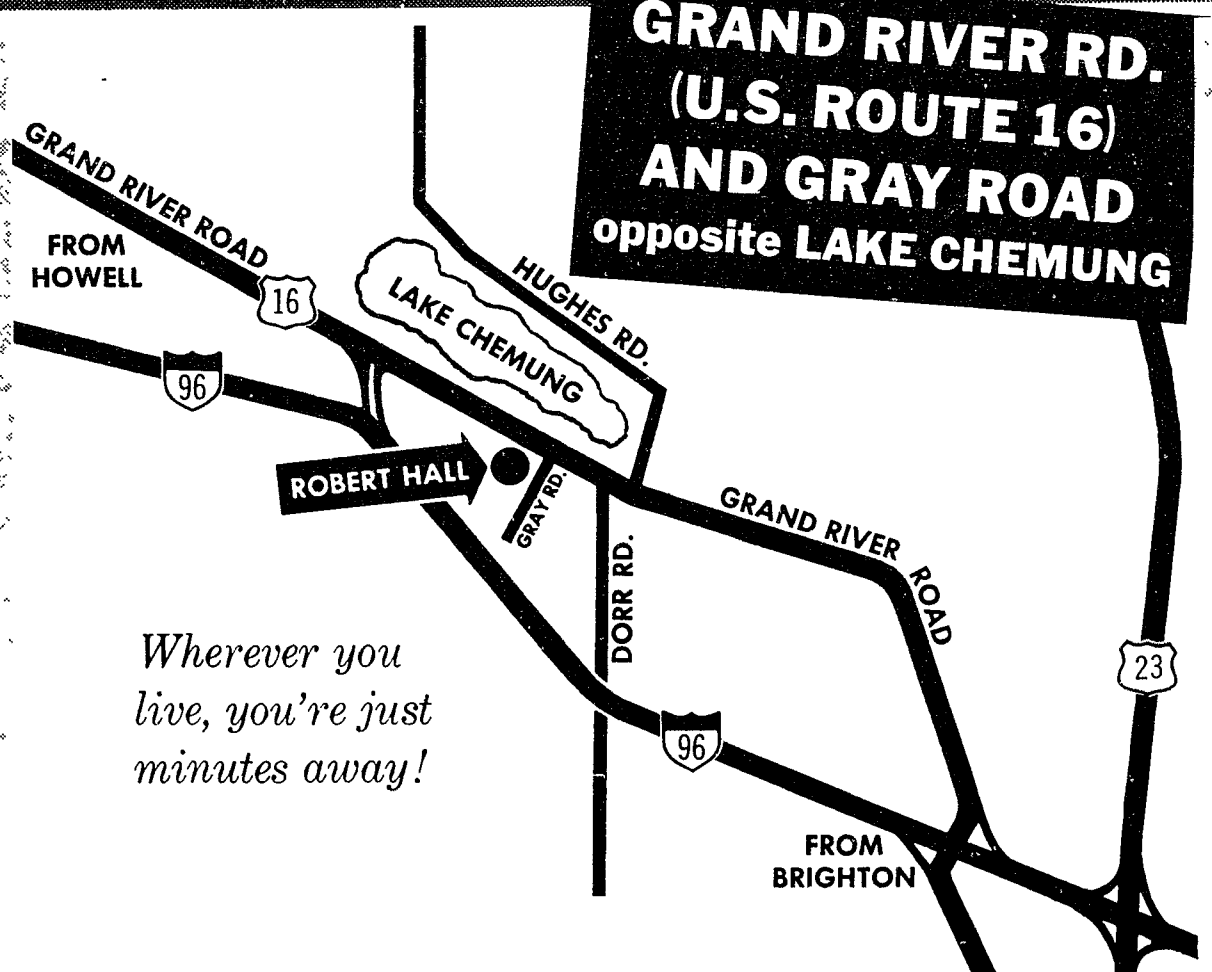 GRAND RIVER RD.
(U.S. ROUTE 16)
AND GRAY ROAD
opposite LAKE CHEMUNG
GRAND RIVER ROAD
FROM
HOWELL
16
96
LAKE CHEMUNG
HUGHES RD.
ROBERT HALL
GRAY RD.
DORR RD.
GRAND RIVER ROAD
23
Wherever you
live, you're just
minutes away!
96
FROM
BRIGHTON